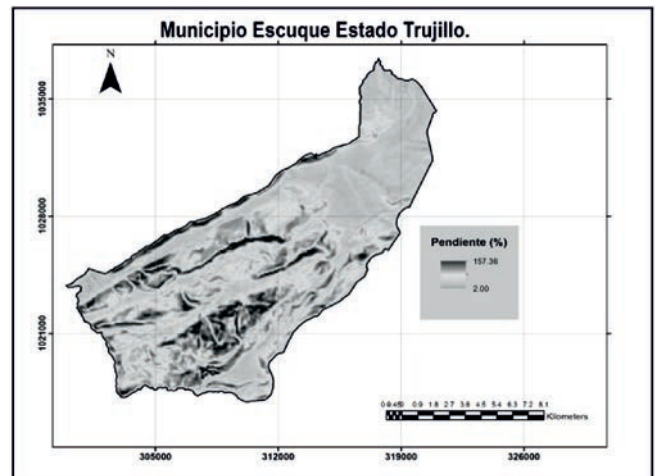 Municipio Escuque Estado Trujillo.
N
1035000
1028000
1021000
Pendiente (%)
157.36
2.00
0.9 1.8 2.7 3.6 4.5 5.4 6.3 7.2 8.1
Kilometers
305000 312000 319000 326000